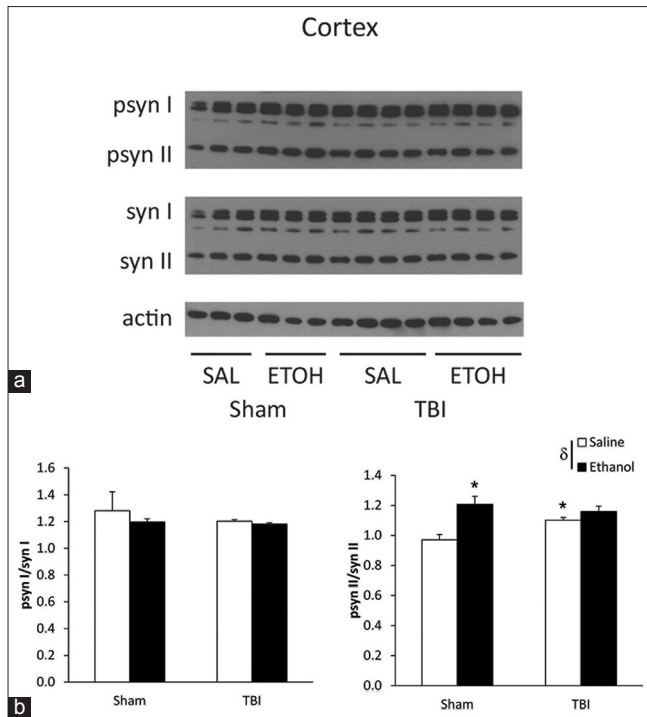 Cortex
psyn I
psyn II
syn I
syn II
actin
SAL ETOH SAL ETOH
Sham TBI
a
δ Saline
Ethanol
1.6
1.4
1.2
1.0
0.8
0.6
0.4
0.2
0.0
psyn I/syn I
Sham TBI
1.4
1.2
1.0
0.8
0.6
0.4
0.2
0.0
psyn II/syn II
* *
Sham TBI
b